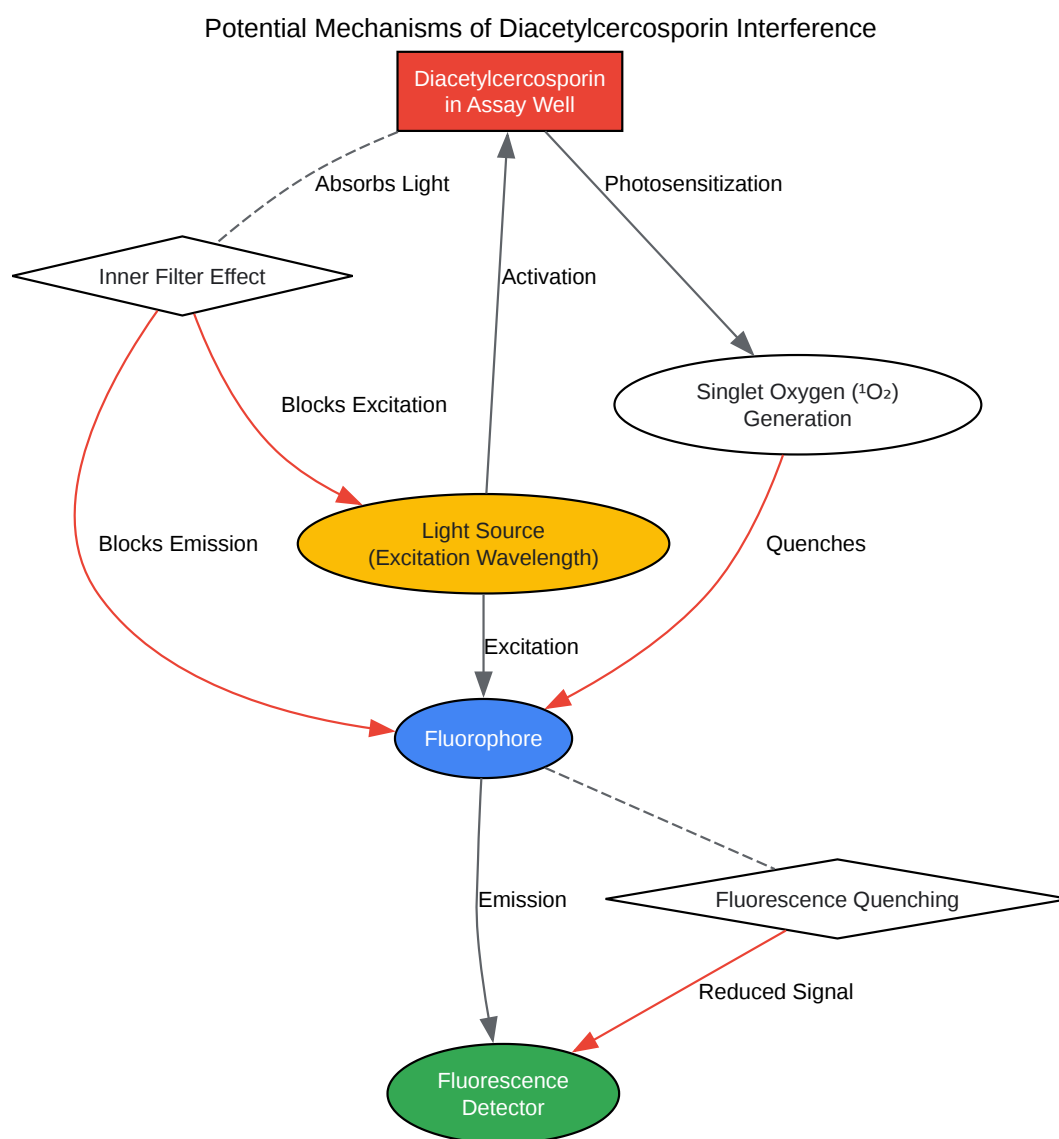 Potential Mechanisms of Diacetylcercosporin Interference
Diacetylcercosporin
in Assay Well
Absorbs Light
Photosensitization
Inner Filter Effect
Activation
Singlet Oxygen (¹O₂)
Generation
Blocks Excitation
Light Source
(Excitation Wavelength)
Blocks Emission
Quenches
Excitation
Fluorophore
Emission
Fluorescence Quenching
Reduced Signal
Fluorescence
Detector